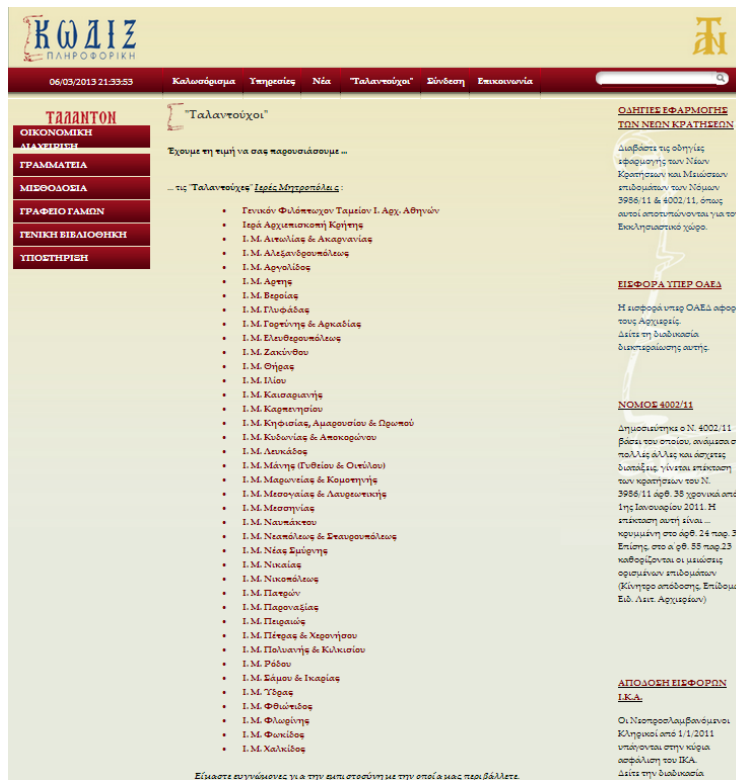 ΚΩΔΙΞ
ΠΛΗΡΟΦΟΡΙΚΗ
06/03/2013 21:33:53
Καλωσόρισμα Υπηρεσίες Νέα "Ταλαντούχοι" Σύνδεση Επικοινωνία
ΤΑΛΑΝΤΟΝ
ΟΙΚΟΝΟΜΙΚΗ
ΔΙΑΧΕΙΡΙΣΗ
ΓΡΑΜΜΑΤΕΙΑ
ΜΙΣΘΟΔΟΣΙΑ
ΓΡΑΦΕΙΟ ΓΑΜΩΝ
ΓΕΝΙΚΗ ΒΙΒΛΙΟΘΗΚΗ
ΥΠΟΣΤΗΡΙΞΗ
"Ταλαντούχοι"
Έχουμε τη τιμή να σας παρουσιάσουμε ...
... τις "Ταλαντούχες" Ιερές Μητροπόλεις :
Γενικόν Φιλόπτωχον Ταμείον Ι. Αρχ. Αθηνών
Ιερά Αρχιεπισκοπή Κρήτης
Ι. Μ. Αιτωλίας & Ακαρνανίας
Ι. Μ. Αλεξανδρουπόλεως
Ι. Μ. Αργολίδος
Ι. Μ. Αρτης
Ι. Μ. Βεροίας
Ι. Μ. Γλυφάδας
Ι. Μ. Γορτύνης & Αρκαδίας
Ι. Μ. Ελευθερουπόλεως
Ι. Μ. Ζακύνθου
Ι. Μ. Θήρας
Ι. Μ. Ιλίου
Ι. Μ. Καισαριανής
Ι. Μ. Καρπενησίου
Ι. Μ. Κηφισίας, Αμαρουσίου & Ωρωπού
Ι. Μ. Κυδωνίας & Αποκορώνου
Ι. Μ. Λευκάδος
Ι. Μ. Μάνης (Γυθείου & Οιτύλου)
Ι. Μ. Μαρωνείας & Κομοτηνής
Ι. Μ. Μεσογαίας & Λαυρεωτικής
Ι. Μ. Μεσσηνίας
Ι. Μ. Ναυπάκτου
Ι. Μ. Νεαπόλεως & Σταυρουπόλεως
Ι. Μ. Νέας Σμύρνης
Ι. Μ. Νικαίας
Ι. Μ. Νικοπόλεως
Ι. Μ. Πατρών
Ι. Μ. Παροναξίας
Ι. Μ. Πειραιώς
Ι. Μ. Πέτρας & Χερονήσου
Ι. Μ. Πολυανής & Κιλκισίου
Ι. Μ. Ρόδου
Ι. Μ. Σάμου & Ικαρίας
Ι. Μ. Ύδρας
Ι. Μ. Φθιώτιδος
Ι. Μ. Φλωρίνης
Ι. Μ. Φωκίδος
Ι. Μ. Χαλκίδος
Είμαστε ευγνώμονες για την εμπιστοσύνη με την οποία μας περιβάλλετε.
ΟΔΗΓΙΕΣ ΕΦΑΡΜΟΓΗΣ
ΤΩΝ ΝΕΩΝ ΚΡΑΤΗΣΕΩΝ
Διαβάστε τις οδηγίες
εφαρμογής των Νέων
Κρατήσεων και Μειώσεων
επιδομάτων των Νόμων
3986/11 & 4002/11, όπως
αυτοί αποτυπώνονται για τον
Εκκλησιαστικό χώρο.
ΕΙΣΦΟΡΑ ΥΠΕΡ ΟΑΕΔ
Η εισφορά υπερ ΟΑΕΔ αφορ
τους Αρχιερείς.
Δείτε τη διαδικασία
διεκπεραίωσης αυτής.
ΝΟΜΟΣ 4002/11
Δημοσιεύτηκε ο Ν. 4002/11
βάσει του οποίου, ανάμεσα σ
πολλές άλλες και άσχετες
διατάξεις, γίνεται επέκταση
των κρατήσεων του Ν.
3986/11 άρθ. 38 χρονικά από
1ης Ιανουαρίου 2011. Η
επέκταση αυτή είναι ...
κρυμμένη στο άρθ. 24 παρ. 3
Επίσης, στο α΄ρθ. 55 παρ.23
καθορίζονται οι μειώσεις
ορισμένων επιδομάτων
(Κίνητρο απόδοσης, Επίδομα
Ειδ. Λειτ. Αρχιερέων)
ΑΠΟΔΟΣΗ ΕΙΣΦΟΡΩΝ
Ι.Κ.Α.
Οι Νεοπροσλαμβανόμενοι
Κληρικοί από 1/1/2011
υπάγονται στην κύρια
ασφάλιση του ΙΚΑ.
Δείτε την διαδικασία